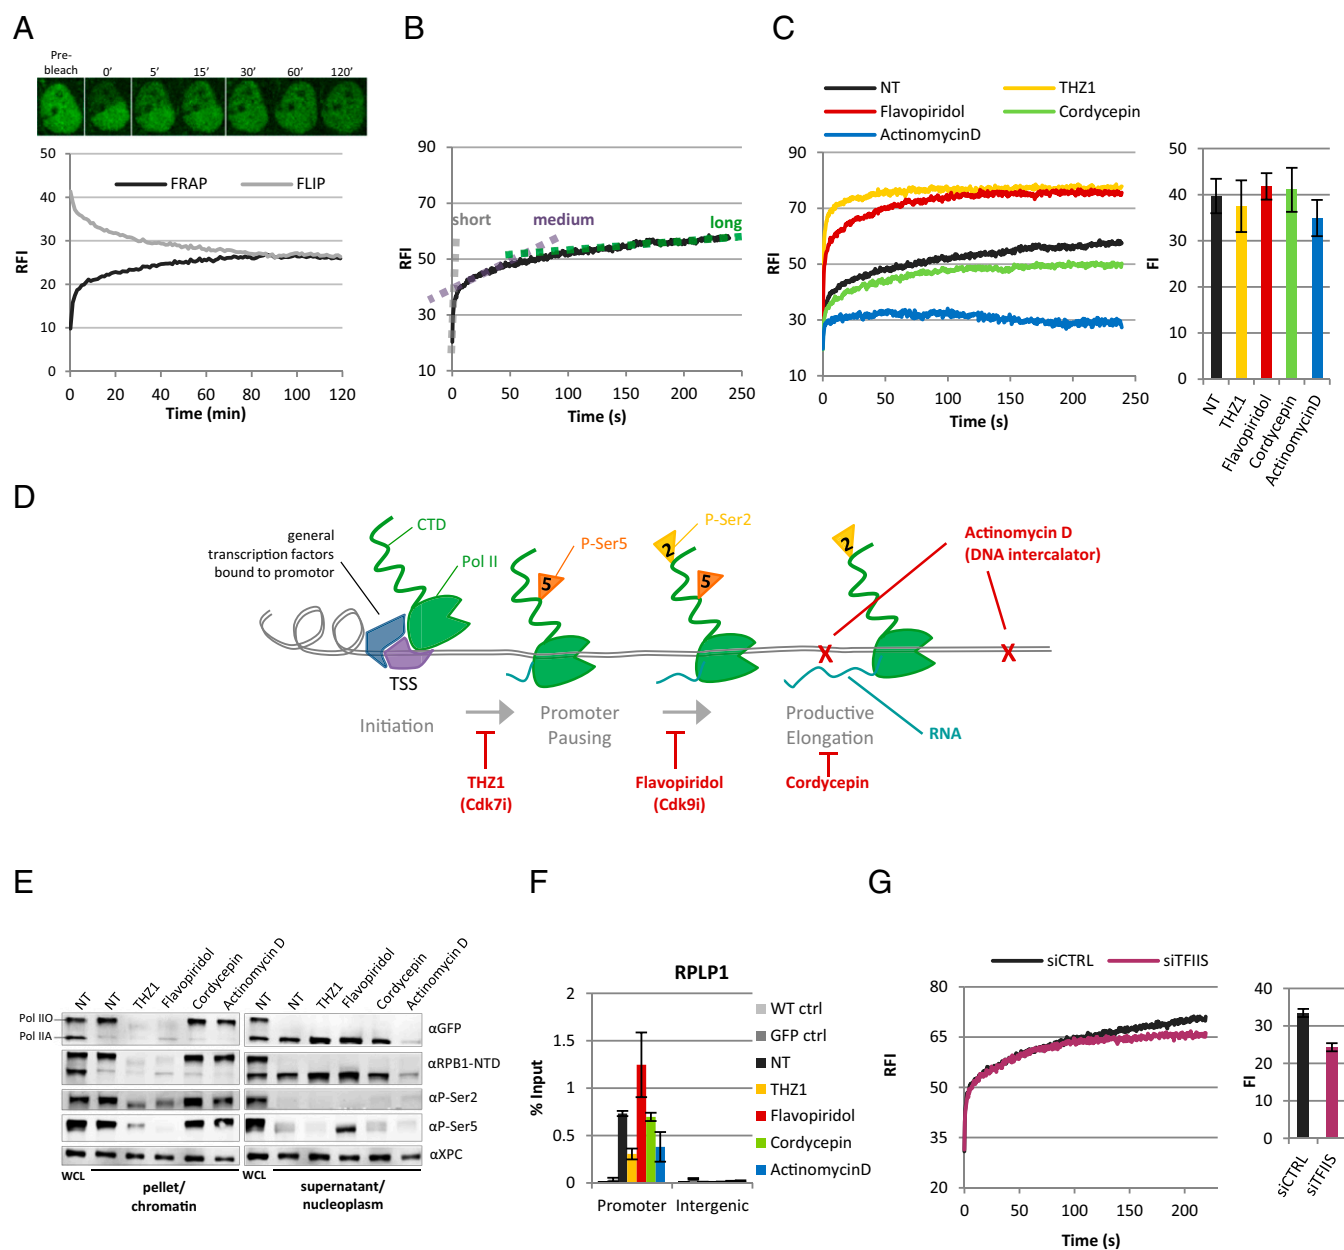 A
Pre-
bleach 0' 5' 15' 30' 60' 120'
50
40
30
20
10
0
RFI
FRAP FLIP
0 20 40 60 80 100 120
Time (min)
B
90
70
50
30
10
RFI
short medium long
0 50 100 150 200 250
Time (s)
C
NT THZ1
Flavopiridol Cordycepin
ActinomycinD
90
70
50
30
10
RFI
0 50 100 150 200 250
Time (s)
50
40
30
20
10
0
FI
NT
THZ1
Flavopiridol
Cordycepin
ActinomycinD
D
general
transcription factors
bound to promotor
CTD
Pol II
P-Ser5
5
P-Ser2
2
5
2
Actinomycin D
(DNA intercalator)
X X
TSS
Initiation
Promoter
Pausing
Productive
Elongation
RNA
THZ1
(Cdk7i)
Flavopiridol
(Cdk9i)
Cordycepin
E
NT NT THZ1 Flavopiridol Cordycepin Actinomycin D
NT NT THZ1 Flavopiridol Cordycepin Actinomycin D
Pol IIO
Pol IIA
αGFP
αRPB1-NTD
αP-Ser2
αP-Ser5
αXPC
WCL pellet/
chromatin
WCL supernatant/
nucleoplasm
F
RPLP1
2
1.5
1
0.5
0
% Input
Promoter Intergenic
WT ctrl
GFP ctrl
NT
THZ1
Flavopiridol
Cordycepin
ActinomycinD
G
siCTRL siTFIIS
80
65
50
35
20
RFI
0 50 100 150 200
Time (s)
40
30
20
10
0
FI
siCTRL
siTFIIS